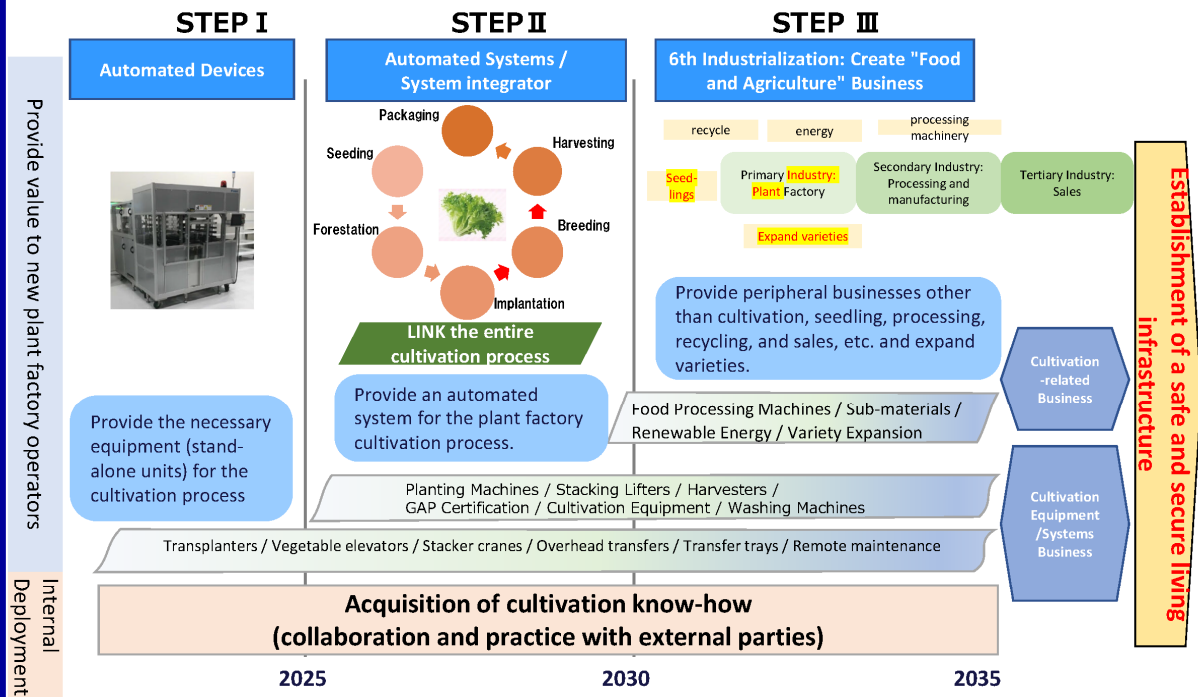 STEP Ⅰ
STEP Ⅱ
STEP Ⅲ
Automated Devices
Automated Systems /
System integrator
6th Industrialization: Create "Food
and Agriculture" Business
Provide value to new plant factory operators
Packaging
Harvesting
Seeding
Forestation
Breeding
Implantation
LINK the entire
cultivation process
recycle
energy
processing
machinery
Seed-
lings
Primary Industry:
Plant Factory
Secondary Industry:
Processing and
manufacturing
Tertiary Industry:
Sales
Expand varieties
Provide the necessary
equipment (stand-
alone units) for the
cultivation process
Provide an automated
system for the plant factory
cultivation process.
Provide peripheral businesses other
than cultivation, seedling, processing,
recycling, and sales, etc. and expand
varieties.
Food Processing Machines / Sub-materials /
Renewable Energy / Variety Expansion
Planting Machines / Stacking Lifters / Harvesters /
GAP Certification / Cultivation Equipment / Washing Machines
Transplanters / Vegetable elevators / Stacker cranes / Overhead transfers / Transfer trays / Remote maintenance
Cultivation
-related
Business
Cultivation
Equipment
/Systems
Business
Establishment of a safe and secure living
infrastructure
Internal
Deployment
Acquisition of cultivation know-how
(collaboration and practice with external parties)
2025
2030
2035